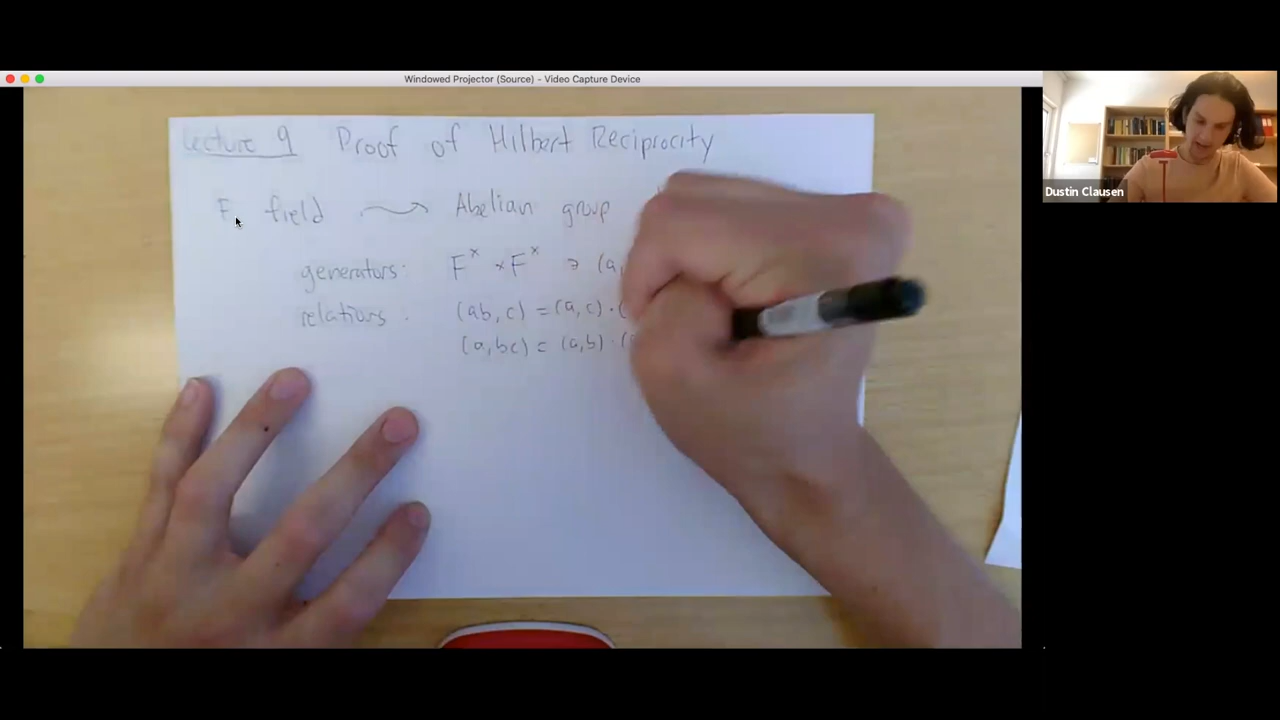 Windowed Projector (Source) - Video Capture Device
Lecture 9 Proof of Hilbert Reciprocity
Dustin Clausen
F field ⟿ Abelian group
generators: F^× × F^× ∋ (a,
relations: (ab, c) = (a, c) · (
(a, bc) = (a, b) · (